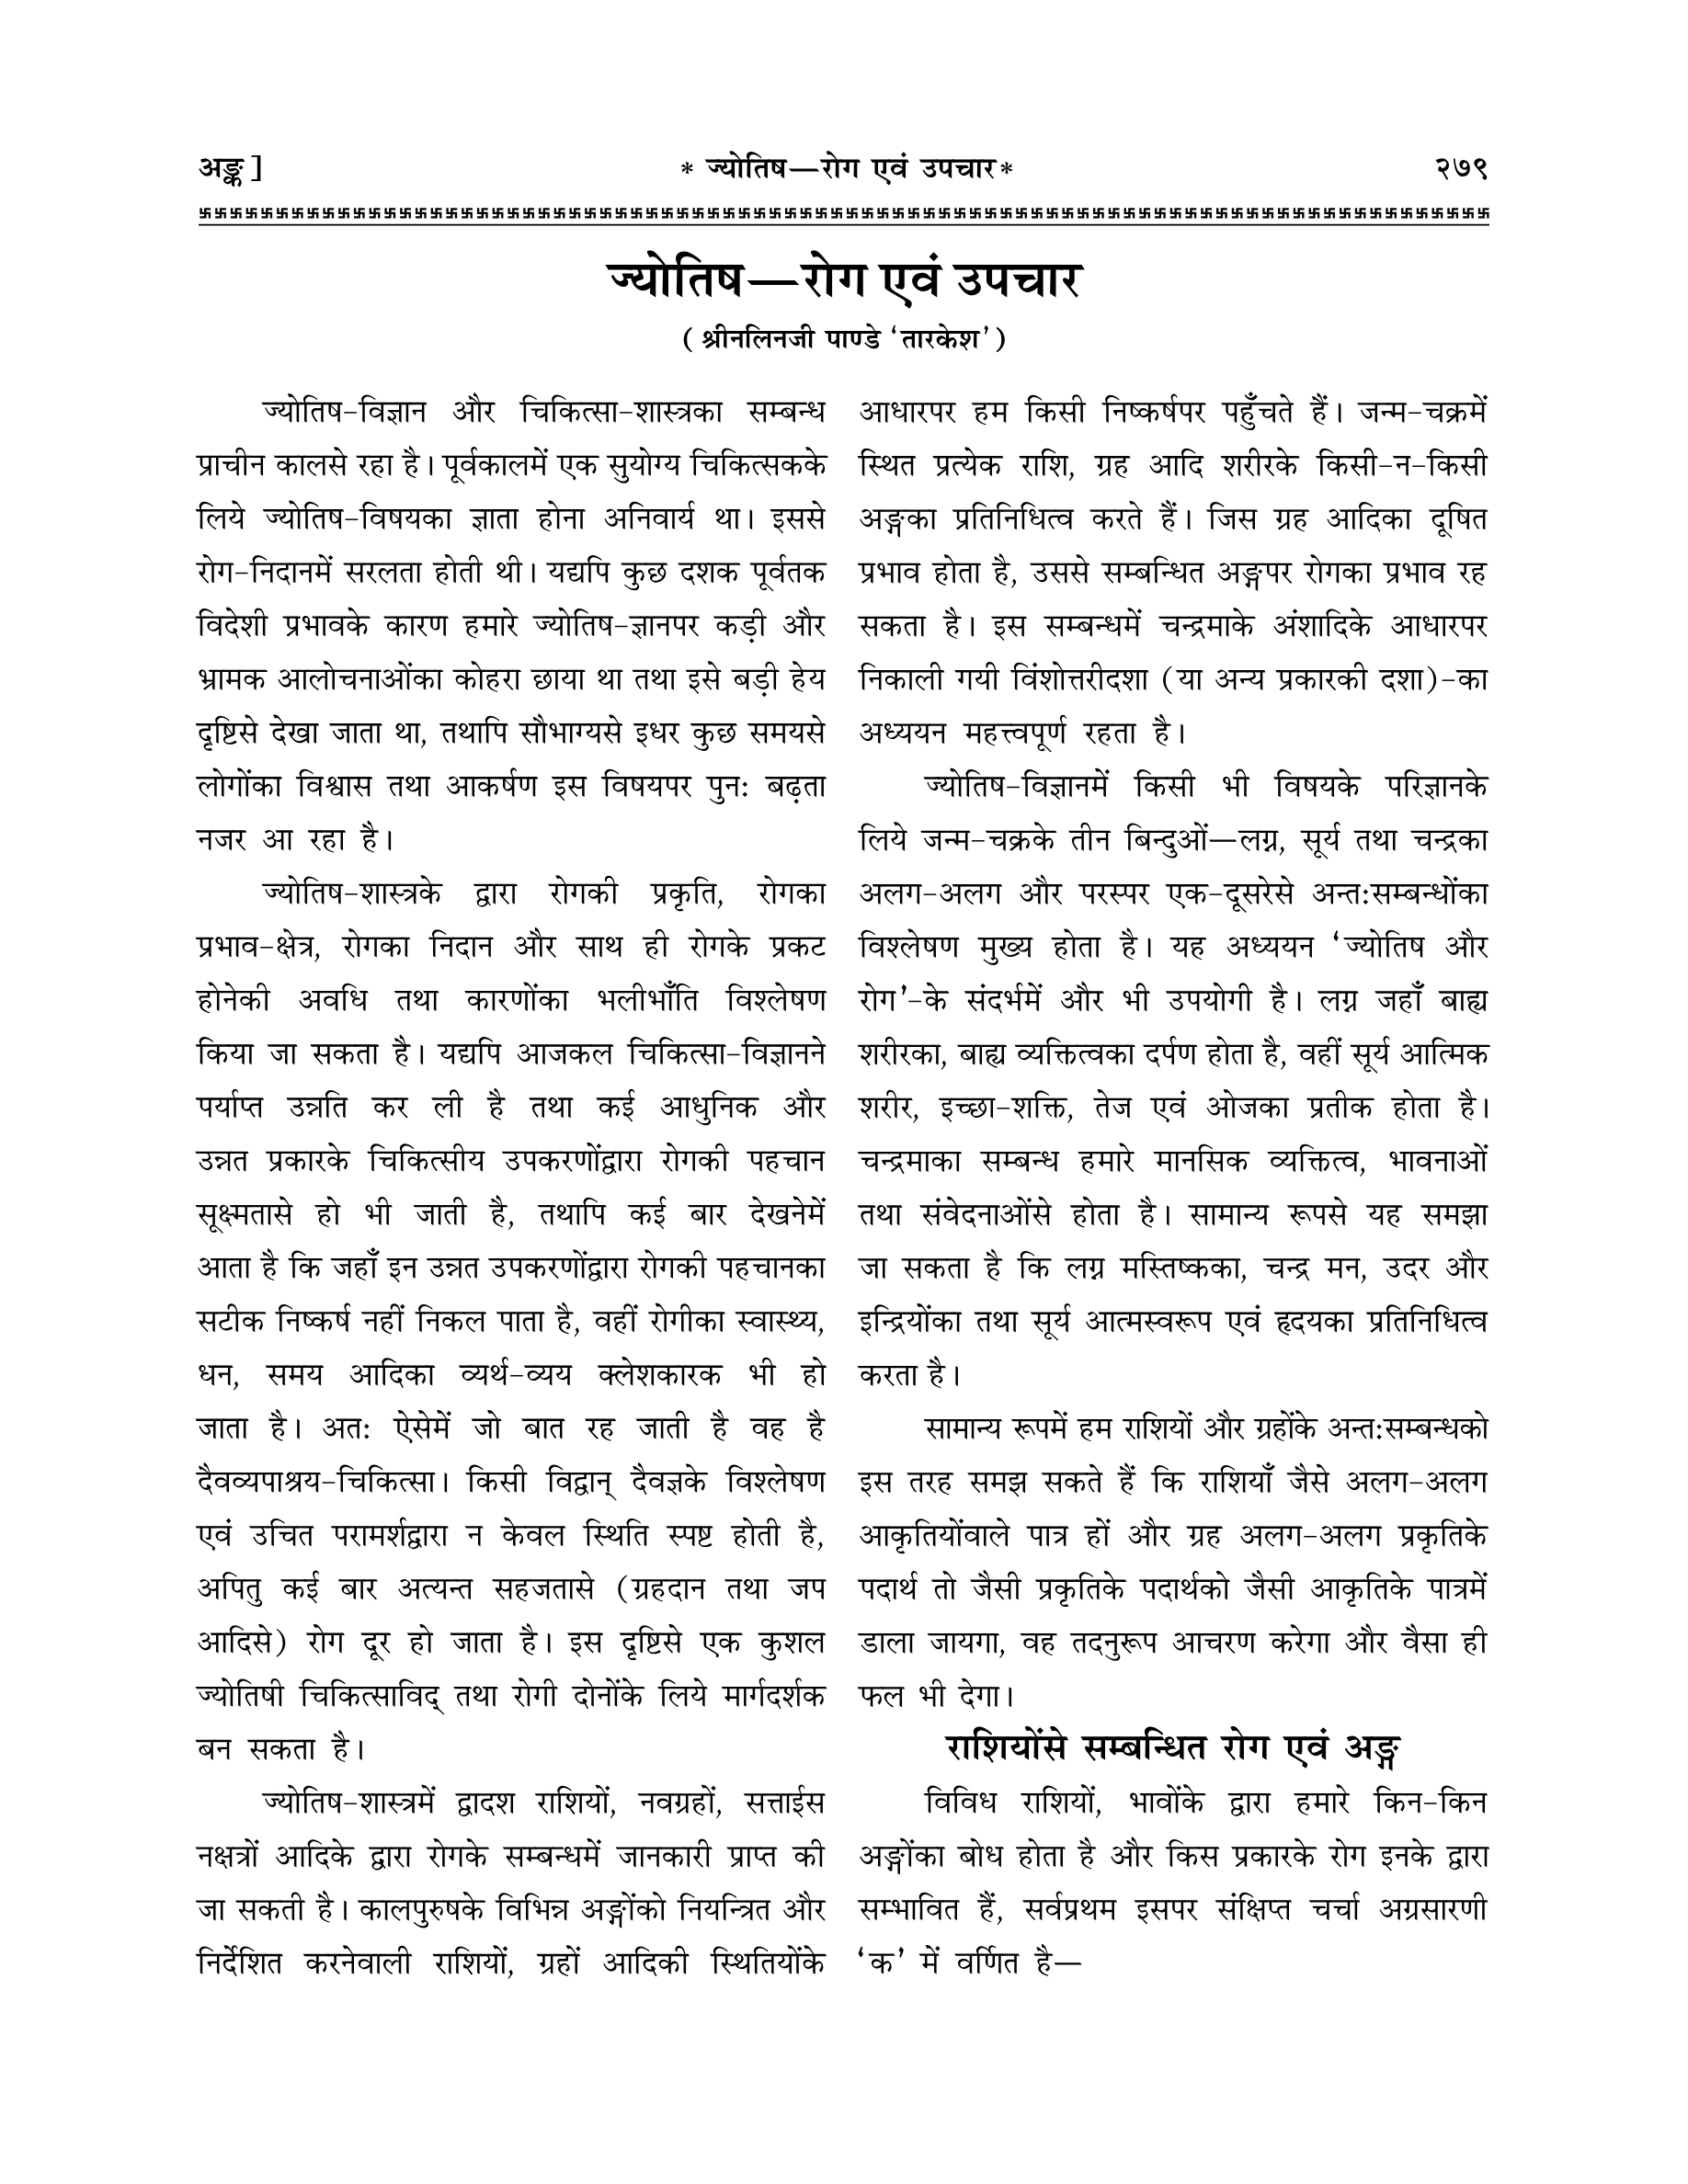 अङ्क ]
* ज्योतिष—रोग एवं उपचार*
२७९
ज्योतिष—रोग एवं उपचार
( श्रीनलिनजी पाण्डे ‘तारकेश’ )
ज्योतिष-विज्ञान और चिकित्सा-शास्त्रका सम्बन्ध
प्राचीन कालसे रहा है। पूर्वकालमें एक सुयोग्य चिकित्सकके
लिये ज्योतिष-विषयका ज्ञाता होना अनिवार्य था। इससे
रोग-निदानमें सरलता होती थी। यद्यपि कुछ दशक पूर्वतक
विदेशी प्रभावके कारण हमारे ज्योतिष-ज्ञानपर कड़ी और
भ्रामक आलोचनाओंका कोहरा छाया था तथा इसे बड़ी हेय
दृष्टिसे देखा जाता था, तथापि सौभाग्यसे इधर कुछ समयसे
लोगोंका विश्वास तथा आकर्षण इस विषयपर पुनः बढ़ता
नजर आ रहा है।
ज्योतिष-शास्त्रके द्वारा रोगकी प्रकृति, रोगका
प्रभाव-क्षेत्र, रोगका निदान और साथ ही रोगके प्रकट
होनेकी अवधि तथा कारणोंका भलीभाँति विश्लेषण
किया जा सकता है। यद्यपि आजकल चिकित्सा-विज्ञानने
पर्याप्त उन्नति कर ली है तथा कई आधुनिक और
उन्नत प्रकारके चिकित्सीय उपकरणोंद्वारा रोगकी पहचान
सूक्ष्मतासे हो भी जाती है, तथापि कई बार देखनेमें
आता है कि जहाँ इन उन्नत उपकरणोंद्वारा रोगकी पहचानका
सटीक निष्कर्ष नहीं निकल पाता है, वहीं रोगीका स्वास्थ्य,
धन, समय आदिका व्यर्थ-व्यय क्लेशकारक भी हो
जाता है। अतः ऐसेमें जो बात रह जाती है वह है
दैवव्यपाश्रय-चिकित्सा। किसी विद्वान् दैवज्ञके विश्लेषण
एवं उचित परामर्शद्वारा न केवल स्थिति स्पष्ट होती है,
अपितु कई बार अत्यन्त सहजतासे (ग्रहदान तथा जप
आदिसे) रोग दूर हो जाता है। इस दृष्टिसे एक कुशल
ज्योतिषी चिकित्साविद् तथा रोगी दोनोंके लिये मार्गदर्शक
बन सकता है।
ज्योतिष-शास्त्रमें द्वादश राशियों, नवग्रहों, सत्ताईस
नक्षत्रों आदिके द्वारा रोगके सम्बन्धमें जानकारी प्राप्त की
जा सकती है। कालपुरुषके विभिन्न अङ्गोंको नियन्त्रित और
निर्देशित करनेवाली राशियों, ग्रहों आदिकी स्थितियोंके
आधारपर हम किसी निष्कर्षपर पहुँचते हैं। जन्म-चक्रमें
स्थित प्रत्येक राशि, ग्रह आदि शरीरके किसी-न-किसी
अङ्गका प्रतिनिधित्व करते हैं। जिस ग्रह आदिका दूषित
प्रभाव होता है, उससे सम्बन्धित अङ्गपर रोगका प्रभाव रह
सकता है। इस सम्बन्धमें चन्द्रमाके अंशादिके आधारपर
निकाली गयी विंशोत्तरीदशा (या अन्य प्रकारकी दशा)-का
अध्ययन महत्त्वपूर्ण रहता है।
ज्योतिष-विज्ञानमें किसी भी विषयके परिज्ञानके
लिये जन्म-चक्रके तीन बिन्दुओं—लग्न, सूर्य तथा चन्द्रका
अलग-अलग और परस्पर एक-दूसरेसे अन्तःसम्बन्धोंका
विश्लेषण मुख्य होता है। यह अध्ययन ‘ज्योतिष और
रोग’-के संदर्भमें और भी उपयोगी है। लग्न जहाँ बाह्य
शरीरका, बाह्य व्यक्तित्वका दर्पण होता है, वहीं सूर्य आत्मिक
शरीर, इच्छा-शक्ति, तेज एवं ओजका प्रतीक होता है।
चन्द्रमाका सम्बन्ध हमारे मानसिक व्यक्तित्व, भावनाओं
तथा संवेदनाओंसे होता है। सामान्य रूपसे यह समझा
जा सकता है कि लग्न मस्तिष्कका, चन्द्र मन, उदर और
इन्द्रियोंका तथा सूर्य आत्मस्वरूप एवं हृदयका प्रतिनिधित्व
करता है।
सामान्य रूपमें हम राशियों और ग्रहोंके अन्तःसम्बन्धको
इस तरह समझ सकते हैं कि राशियाँ जैसे अलग-अलग
आकृतियोंवाले पात्र हों और ग्रह अलग-अलग प्रकृतिके
पदार्थ तो जैसी प्रकृतिके पदार्थको जैसी आकृतिके पात्रमें
डाला जायगा, वह तदनुरूप आचरण करेगा और वैसा ही
फल भी देगा।
राशियोंसे सम्बन्धित रोग एवं अङ्ग
विविध राशियों, भावोंके द्वारा हमारे किन-किन
अङ्गोंका बोध होता है और किस प्रकारके रोग इनके द्वारा
सम्भावित हैं, सर्वप्रथम इसपर संक्षिप्त चर्चा अग्रसारणी
‘क’ में वर्णित है—